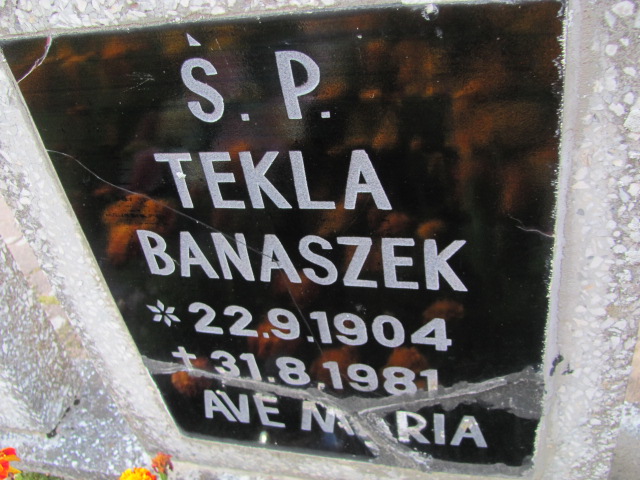 Ś. P.
TEKLA
BANASZEK
* 22.9.1904
+ 31.8.1981
AVE MARIA